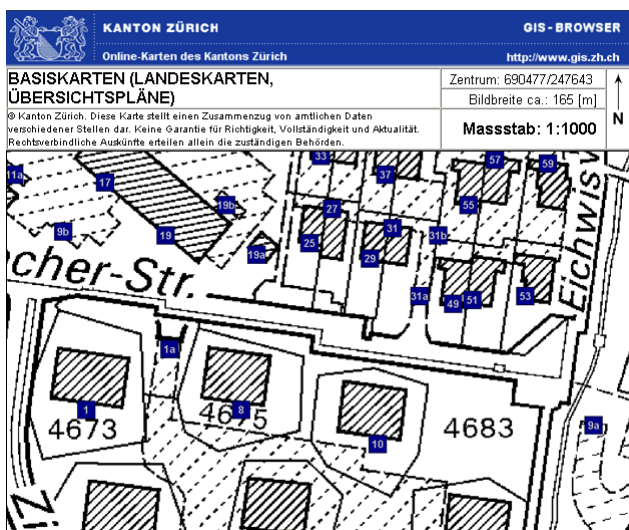 KANTON ZÜRICH
GIS-BROWSER
Online-Karten des Kantons Zürich
http://www.gis.zh.ch
BASISKARTEN (LANDESKARTEN,
ÜBERSICHTSPLÄNE)
© Kanton Zürich. Diese Karte stellt einen Zusammenzug von amtlichen Daten
verschiedener Stellen dar. Keine Garantie für Richtigkeit, Vollständigkeit und Aktualität.
Rechtsverbindliche Auskünfte erteilen allein die zuständigen Behörden.
Zentrum: 690477/247643
Bildbreite ca.: 165 [m]
Massstab: 1:1000
N
33
57
59
11a
17
37
55
9b
19
19b
27
31
31b
25
29
19a
cher-Str.
Eichwisv
31a
49
51
53
1a
1
8
10
9a
4673
4675
4683
Zi